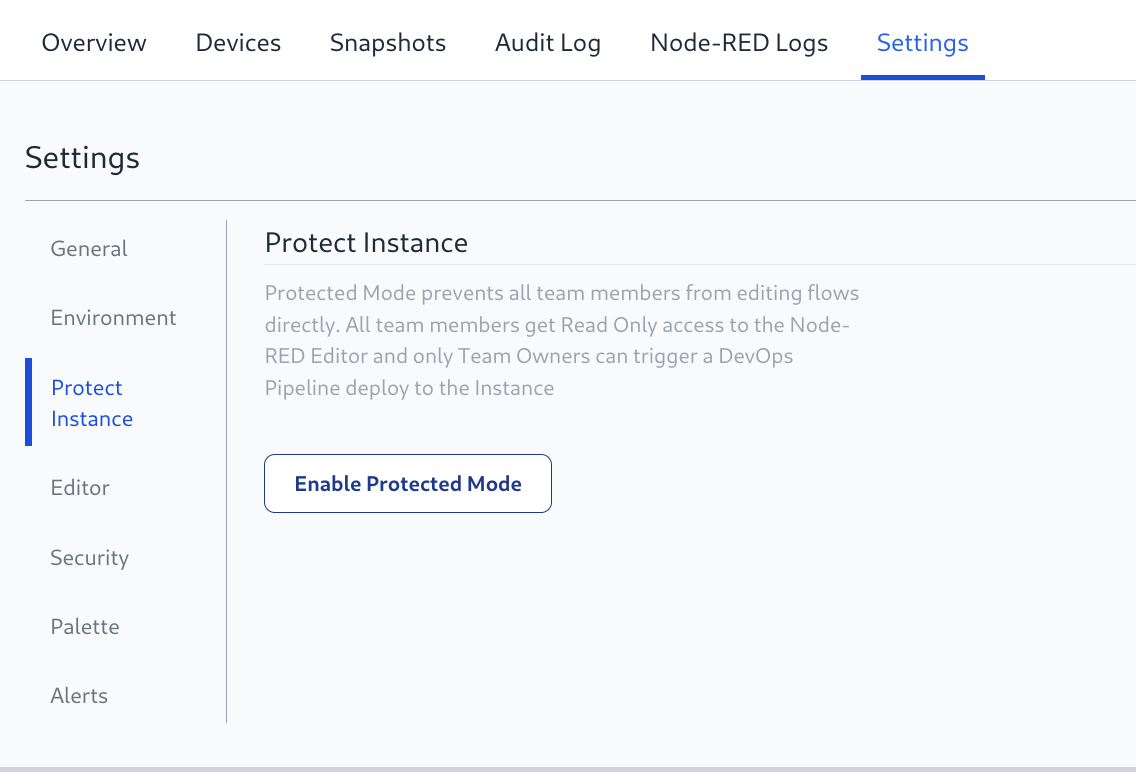 Overview Devices Snapshots Audit Log Node-RED Logs Settings
Settings
General
Environment
Protect
Instance
Editor
Security
Palette
Alerts
Protect Instance
Protected Mode prevents all team members from editing flows
directly. All team members get Read Only access to the Node-
RED Editor and only Team Owners can trigger a DevOps
Pipeline deploy to the Instance
Enable Protected Mode